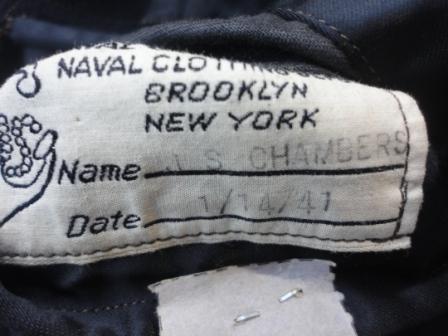 NAVAL CLOTHING
BROOKLYN
NEW YORK
Name J S CHAMBERS
Date 1/14/41